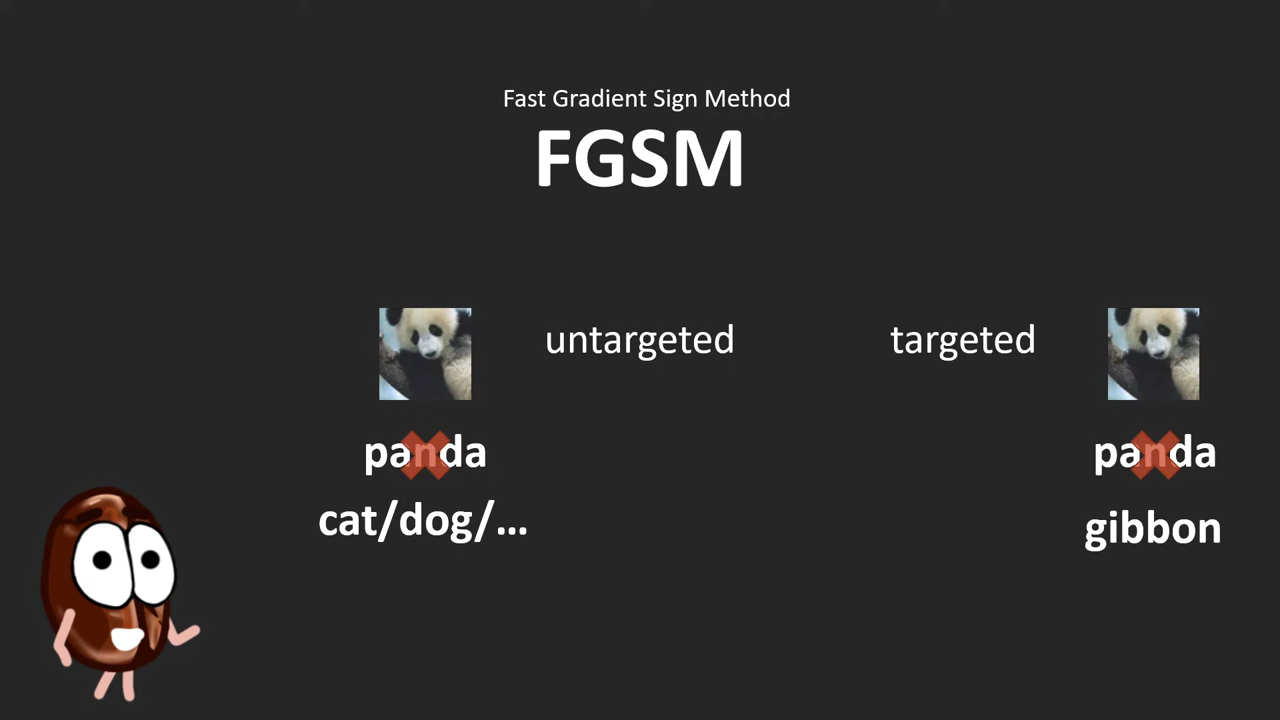 Fast Gradient Sign Method
FGSM
untargeted
targeted
panda
panda
cat/dog/...
gibbon